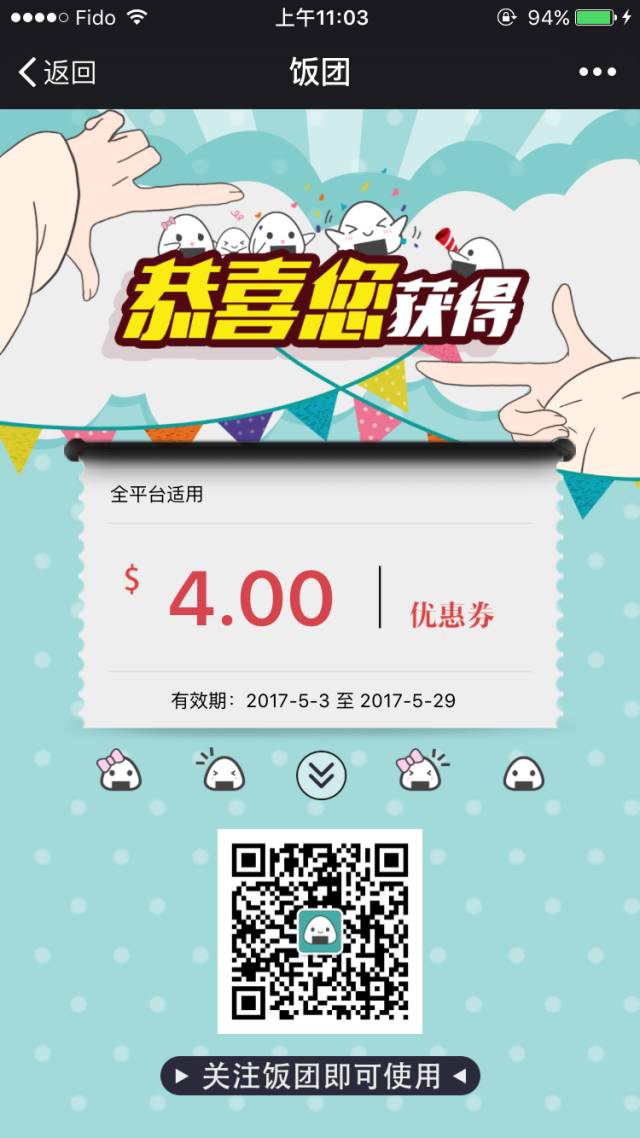 Fido 上午11:03 94%
返回 饭团
恭喜您获得
全平台适用
$ 4.00 优惠券
有效期：2017-5-3 至 2017-5-29
关注饭团即可使用